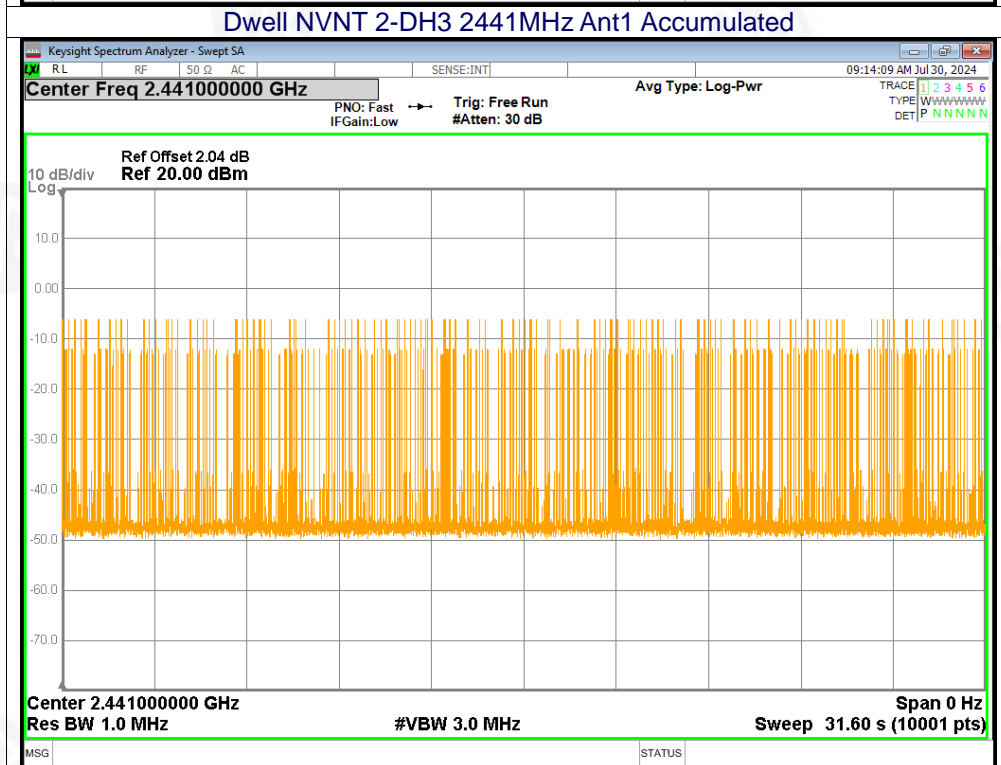 Dwell NVNT 2-DH3 2441MHz Ant1 Accumulated
Keysight Spectrum Analyzer - Swept SA
LXI RL RF 50 Ω AC SENSE:INT 09:14:09 AM Jul 30, 2024
Center Freq 2.441000000 GHz Avg Type: Log-Pwr TRACE 1 2 3 4 5 6
PNO: Fast Trig: Free Run TYPE WWWWWW
IFGain:Low #Atten: 30 dB DET P N N N N N
Ref Offset 2.04 dB
10 dB/div Ref 20.00 dBm
Log
10.0
0.00
-10.0
-20.0
-30.0
-40.0
-50.0
-60.0
-70.0
Center 2.441000000 GHz Span 0 Hz
Res BW 1.0 MHz #VBW 3.0 MHz Sweep 31.60 s (10001 pts)
MSG STATUS